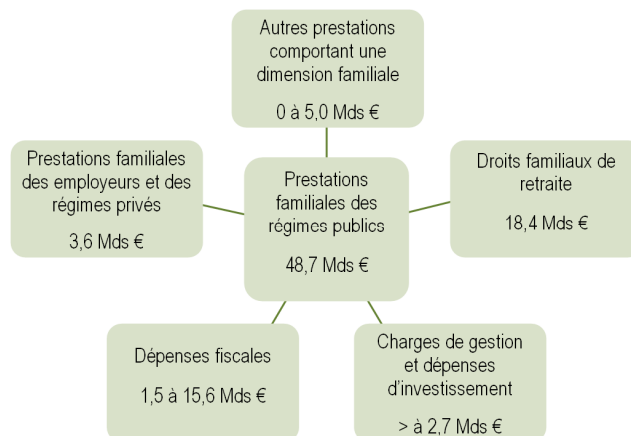 Autres prestations
comportant une
dimension familiale
0 à 5,0 Mds €
Prestations familiales
des employeurs et des
régimes privés
3,6 Mds €
Prestations
familiales des
régimes publics
48,7 Mds €
Droits familiaux de
retraite
18,4 Mds €
Dépenses fiscales
1,5 à 15,6 Mds €
Charges de gestion
et dépenses
d'investissement
> à 2,7 Mds €